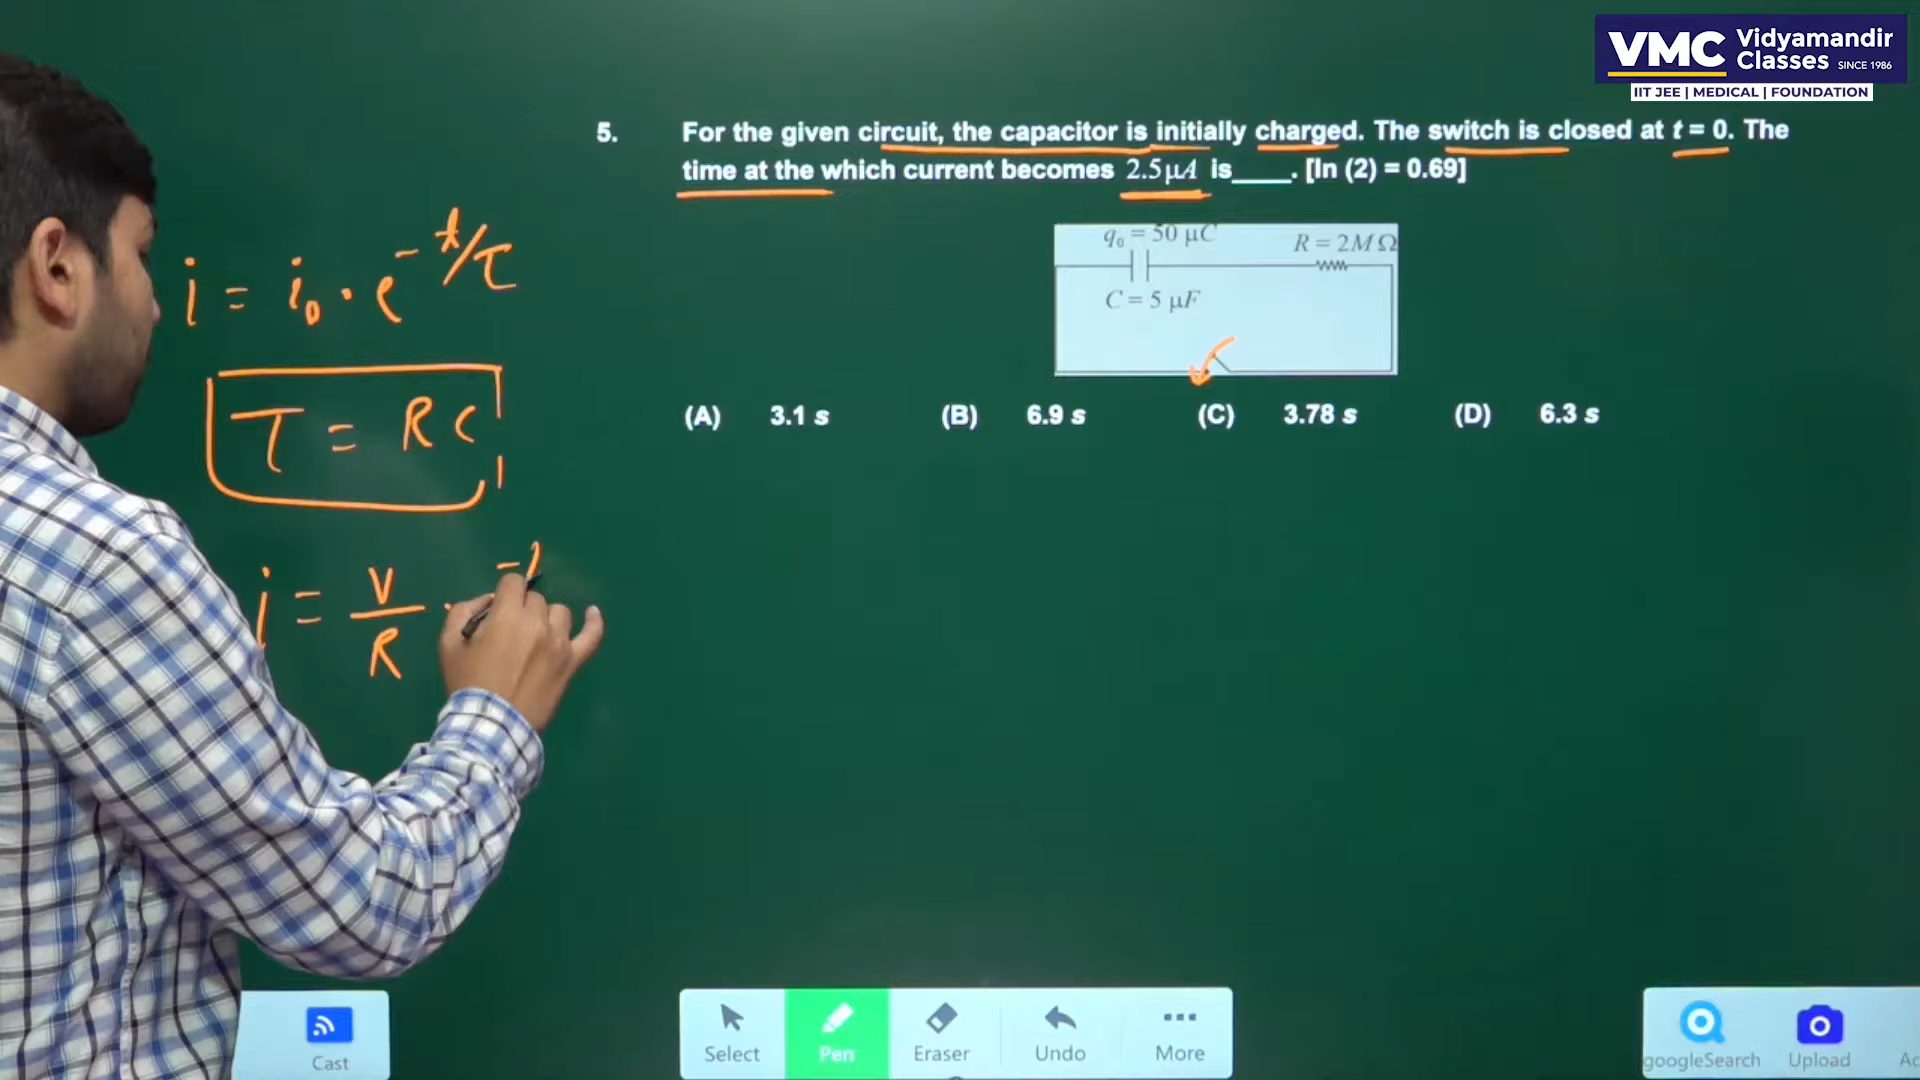 VMC Vidyamandir Classes SINCE 1986
IIT JEE | MEDICAL | FOUNDATION
5. For the given circuit, the capacitor is initially charged. The switch is closed at t = 0. The
time at the which current becomes 2.5 μA is____. [ln (2) = 0.69]
q₀ = 50 μC
R = 2M Ω
C = 5 μF
(A) 3.1 s (B) 6.9 s (C) 3.78 s (D) 6.3 s
i = i₀ · e^-t/τ
τ = RC
i = V/R ·
Cast
Select
Pen
Eraser
Undo
More
googleSearch
Upload